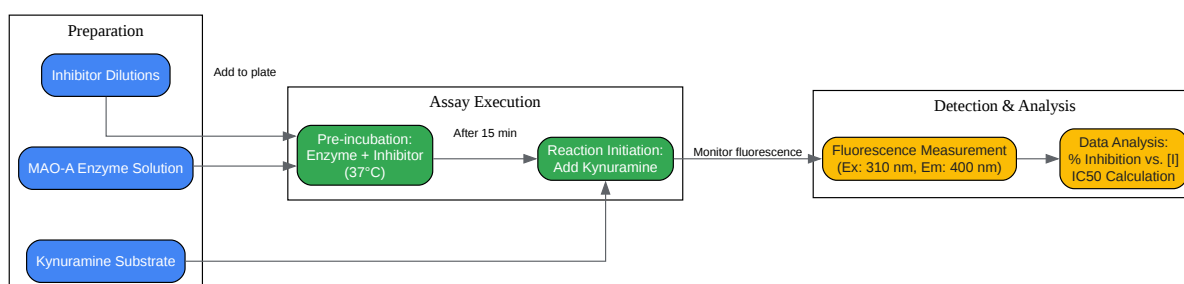 Preparation
Inhibitor Dilutions
MAO-A Enzyme Solution
Kynuramine Substrate
Add to plate
Assay Execution
Pre-incubation:
Enzyme + Inhibitor
(37°C)
After 15 min
Reaction Initiation:
Add Kynuramine
Monitor fluorescence
Detection & Analysis
Fluorescence Measurement
(Ex: 310 nm, Em: 400 nm)
Data Analysis:
% Inhibition vs. [I]
IC50 Calculation